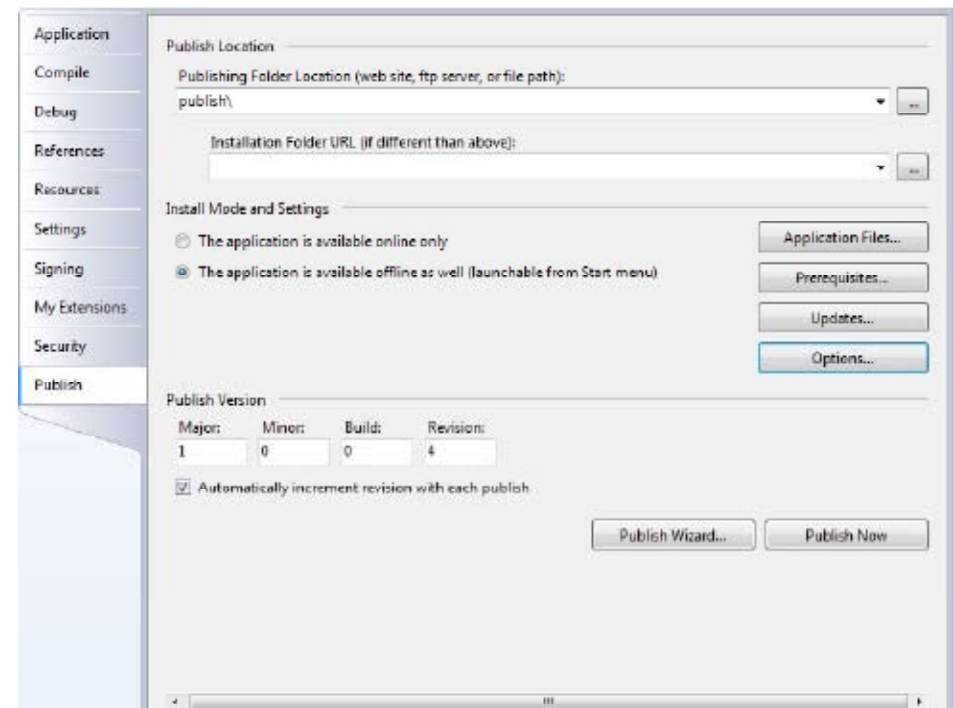 Application
Compile
Debug
References
Resources
Settings
Signing
My Extensions
Security
Publish
Publish Location
Publishing Folder Location (web site, ftp server, or file path):
publish\
...
Installation Folder URL (if different than above):
...
Install Mode and Settings
The application is available online only
The application is available offline as well (launchable from Start menu)
Application Files...
Prerequisites...
Updates...
Options...
Publish Version
Major: Minor: Build: Revision:
1 0 0 4
Automatically increment revision with each publish
Publish Wizard... Publish Now